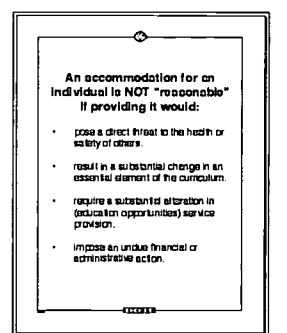 An accommodation for an
individual is NOT "reasonable"
if providing it would:
• pose a direct threat to the health or
safety of others.
• result in a substantial change in an
essential element of the curriculum.
• require a substantial alteration in
(education opportunities) service
provision.
• impose an undue financial or
administrative action.
DO-IT